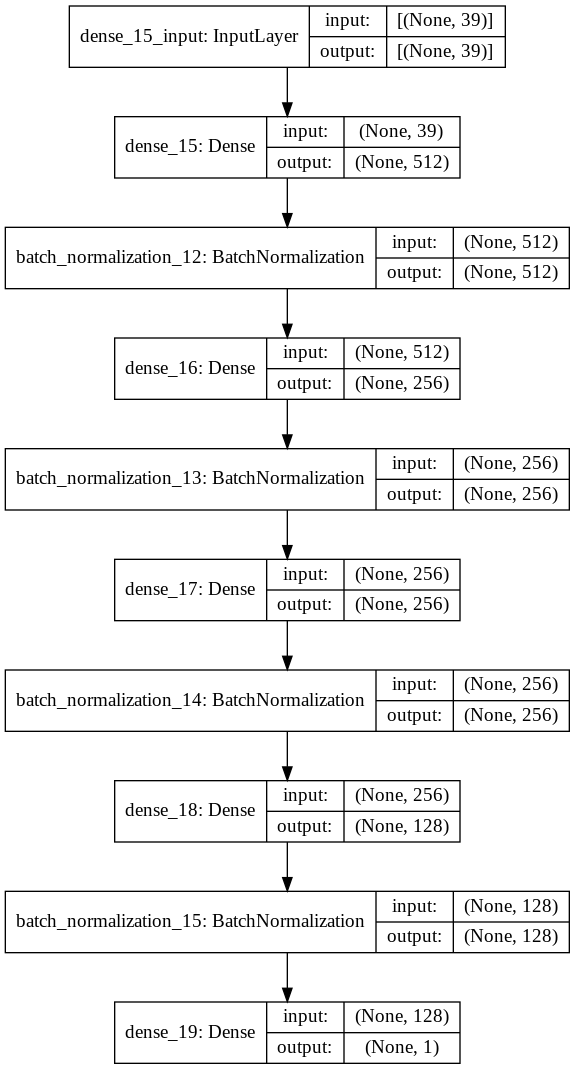 dense_15_input: InputLayer
input: [(None, 39)]
output: [(None, 39)]
dense_15: Dense
input: (None, 39)
output: (None, 512)
batch_normalization_12: BatchNormalization
input: (None, 512)
output: (None, 512)
dense_16: Dense
input: (None, 512)
output: (None, 256)
batch_normalization_13: BatchNormalization
input: (None, 256)
output: (None, 256)
dense_17: Dense
input: (None, 256)
output: (None, 256)
batch_normalization_14: BatchNormalization
input: (None, 256)
output: (None, 256)
dense_18: Dense
input: (None, 256)
output: (None, 128)
batch_normalization_15: BatchNormalization
input: (None, 128)
output: (None, 128)
dense_19: Dense
input: (None, 128)
output: (None, 1)